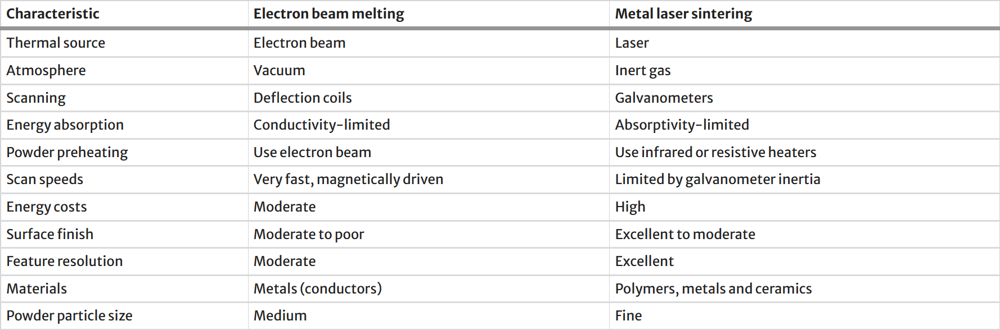 Characteristic Electron beam melting Metal laser sintering
Thermal source Electron beam Laser
Atmosphere Vacuum Inert gas
Scanning Deflection coils Galvanometers
Energy absorption Conductivity-limited Absorptivity-limited
Powder preheating Use electron beam Use infrared or resistive heaters
Scan speeds Very fast, magnetically driven Limited by galvanometer inertia
Energy costs Moderate High
Surface finish Moderate to poor Excellent to moderate
Feature resolution Moderate Excellent
Materials Metals (conductors) Polymers, metals and ceramics
Powder particle size Medium Fine